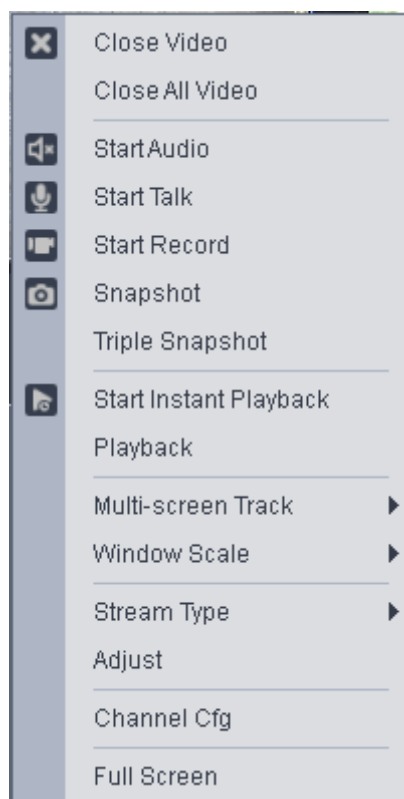 Close Video
Close All Video
Start Audio
Start Talk
Start Record
Snapshot
Triple Snapshot
Start Instant Playback
Playback
Multi-screen Track
Window Scale
Stream Type
Adjust
Channel Cfg
Full Screen